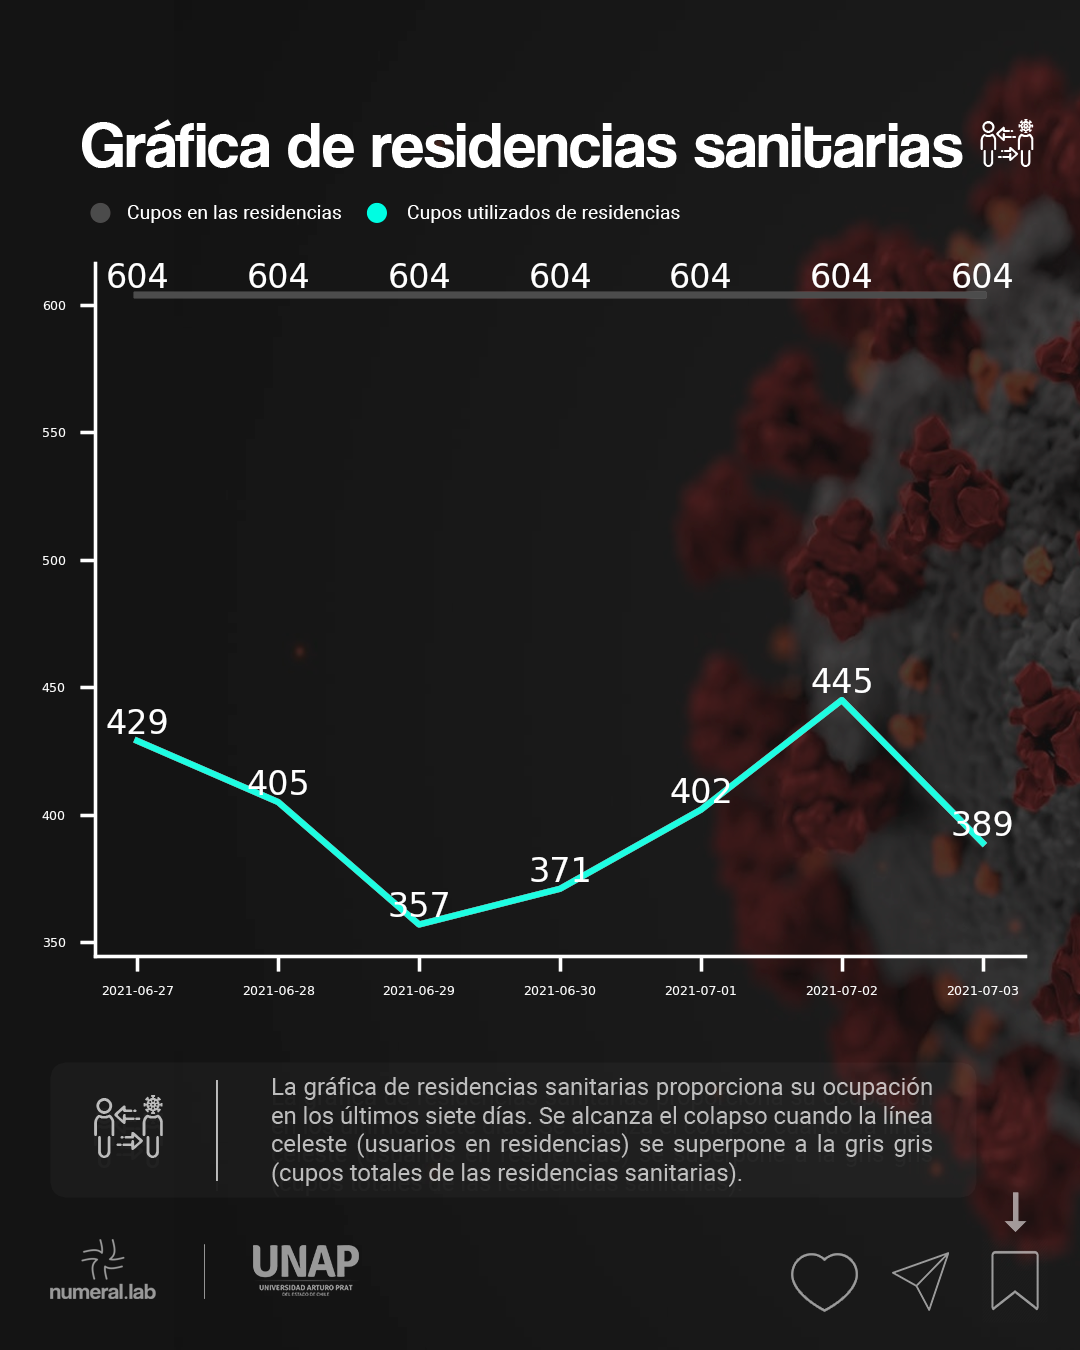 Gráfica de residencias sanitarias
Cupos en las residencias Cupos utilizados de residencias
604 604 604 604 604 604 604
600
550
500
450
400
350
429
405
357
371
402
445
389
2021-06-27 2021-06-28 2021-06-29 2021-06-30 2021-07-01 2021-07-02 2021-07-03
La gráfica de residencias sanitarias proporciona su ocupación
en los últimos siete días. Se alcanza el colapso cuando la línea
celeste (usuarios en residencias) se superpone a la gris gris
(cupos totales de las residencias sanitarias).
numeral.lab
UNAP
UNIVERSIDAD ARTURO PRAT
DEL ESTADO DE CHILE